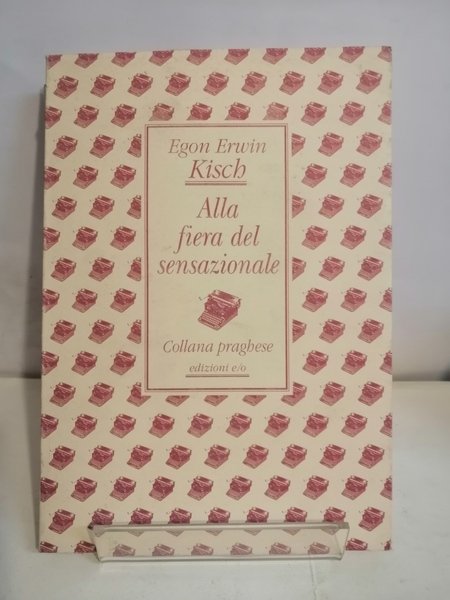 Egon Erwin
Kisch
Alla
fiera del
sensazionale
Collana praghese
edizioni e/o